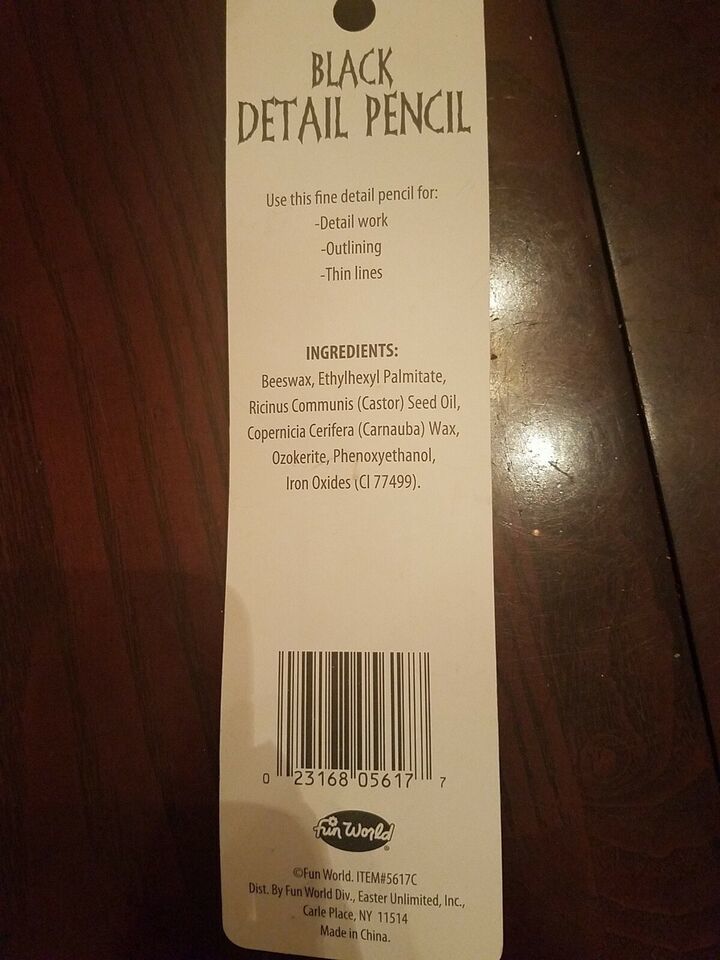 BLACK
DETAIL PENCIL
Use this fine detail pencil for:
-Detail work
-Outlining
-Thin lines
INGREDIENTS:
Beeswax, Ethylhexyl Palmitate,
Ricinus Communis (Castor) Seed Oil,
Copernicia Cerifera (Carnauba) Wax,
Ozokerite, Phenoxyethanol,
Iron Oxides (CI 77499).
0 23168 05617 7
fun World®
©Fun World. ITEM#5617C
Dist. By Fun World Div., Easter Unlimited, Inc.,
Carle Place, NY 11514
Made in China.